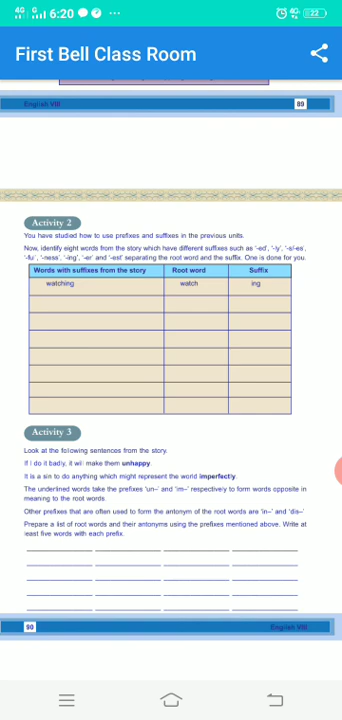 4G G 6:20 ... 4G 22
First Bell Class Room
English VIII 89
Activity 2
You have studied how to use prefixes and suffixes in the previous units.
Now, identify eight words from the story which have different suffixes such as '-ed', '-ly', '-s/-es',
'-ful', '-ness', '-ing', '-er' and '-est' separating the root word and the suffix. One is done for you.
Words with suffixes from the story Root word Suffix
watching watch ing
Activity 3
Look at the following sentences from the story.
If I do it badly, it will make them unhappy.
It is a sin to do anything which might represent the world imperfectly.
The underlined words take the prefixes 'un–' and 'im–' respectively to form words opposite in
meaning to the root words.
Other prefixes that are often used to form the antonym of the root words are 'in–' and 'dis–'
Prepare a list of root words and their antonyms using the prefixes mentioned above. Write at
least five words with each prefix.
90 English VIII